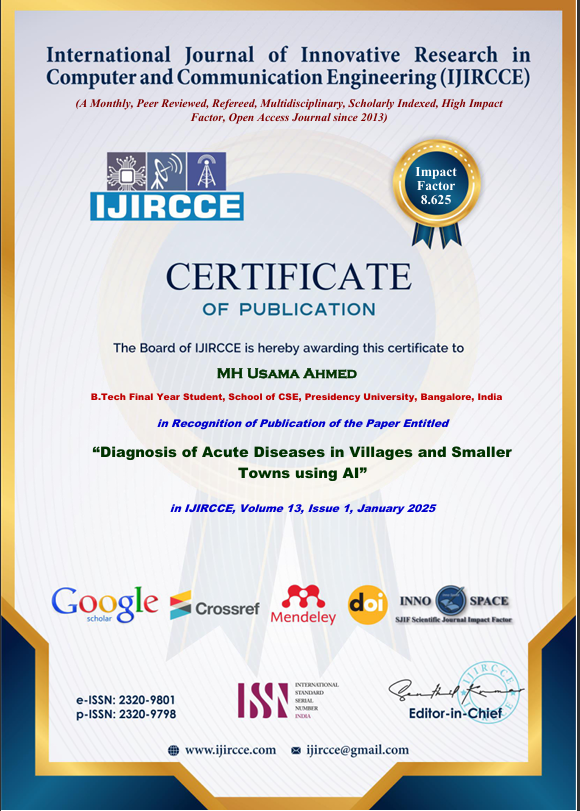 International Journal of Innovative Research in
Computer and Communication Engineering (IJIRCCE)
(A Monthly, Peer Reviewed, Refereed, Multidisciplinary, Scholarly Indexed, High Impact
Factor, Open Access Journal since 2013)
IJIRCCE
Impact
Factor
8.625
CERTIFICATE
OF PUBLICATION
The Board of IJIRCCE is hereby awarding this certificate to
MH Usama Ahmed
B.Tech Final Year Student, School of CSE, Presidency University, Bangalore, India
in Recognition of Publication of the Paper Entitled
“Diagnosis of Acute Diseases in Villages and Smaller
Towns using AI”
in IJIRCCE, Volume 13, Issue 1, January 2025
Google
scholar
Crossref
Mendeley
doi
INNO SPACE
SJIF Scientific Journal Impact Factor
e-ISSN: 2320-9801
p-ISSN: 2320-9798
ISSN
INTERNATIONAL
STANDARD
SERIAL
NUMBER
INDIA
IJIRCCE
Senthil Kumar
Editor-in-Chief
www.ijircce.com ijircce@gmail.com